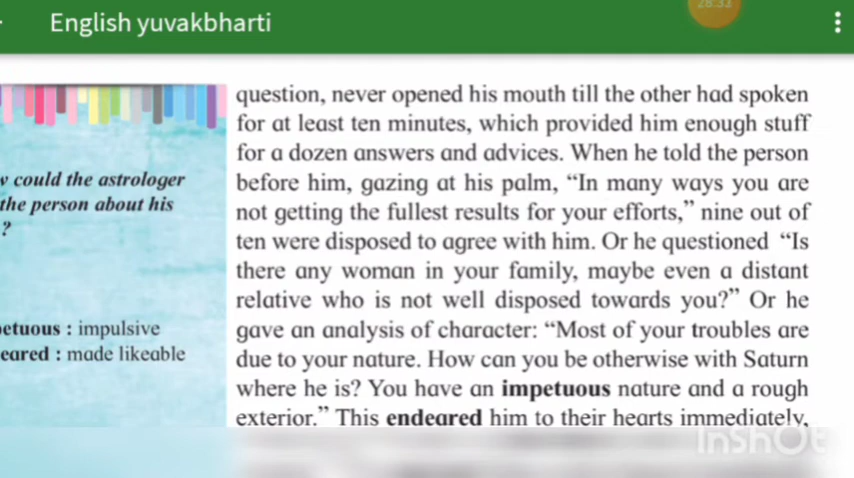 English yuvakbharti
28:32
question, never opened his mouth till the other had spoken
for at least ten minutes, which provided him enough stuff
for a dozen answers and advices. When he told the person
could the astrologer
before him, gazing at his palm, “In many ways you are
the person about his
not getting the fullest results for your efforts,” nine out of
?
ten were disposed to agree with him. Or he questioned “Is
there any woman in your family, maybe even a distant
relative who is not well disposed towards you?” Or he
etuous : impulsive
gave an analysis of character: “Most of your troubles are
eared : made likeable
due to your nature. How can you be otherwise with Saturn
where he is? You have an impetuous nature and a rough
exterior.” This endeared him to their hearts immediately,
InShOt